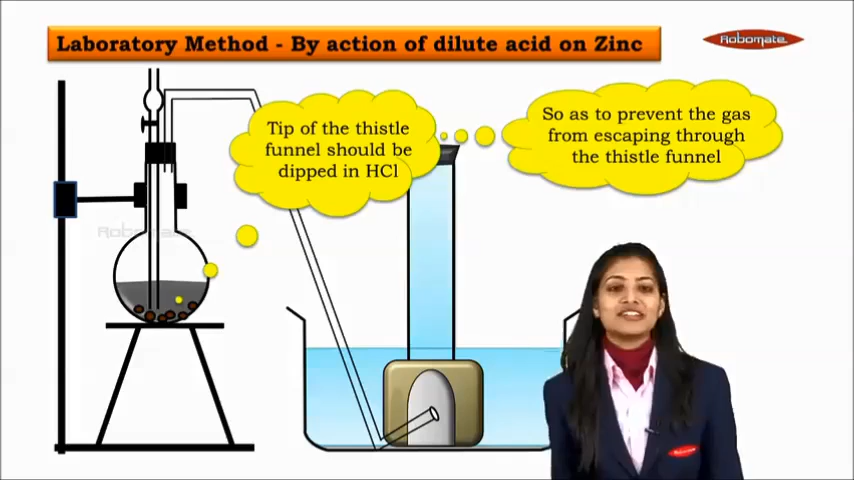 Laboratory Method - By action of dilute acid on Zinc
Robomate
Tip of the thistle
funnel should be
dipped in HCl
So as to prevent the gas
from escaping through
the thistle funnel
Robomate